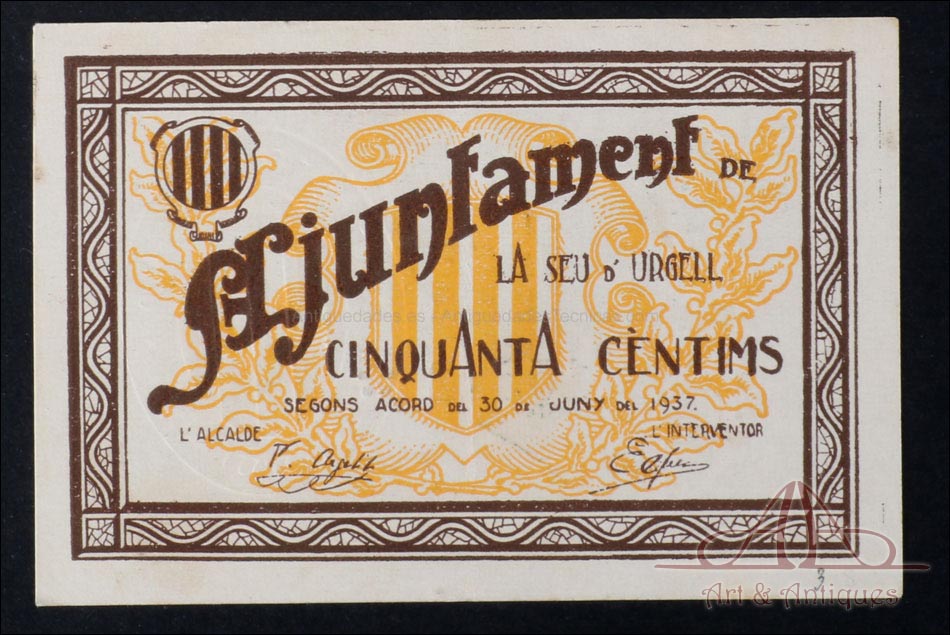 Ajuntament DE
LA SEU D' URGELL
CINQUANTA CÈNTIMS
SEGONS ACORD DEL 30 DE JUNY DEL 1937.
L'ALCALDE
L'INTERVENTOR
Art & Antiques